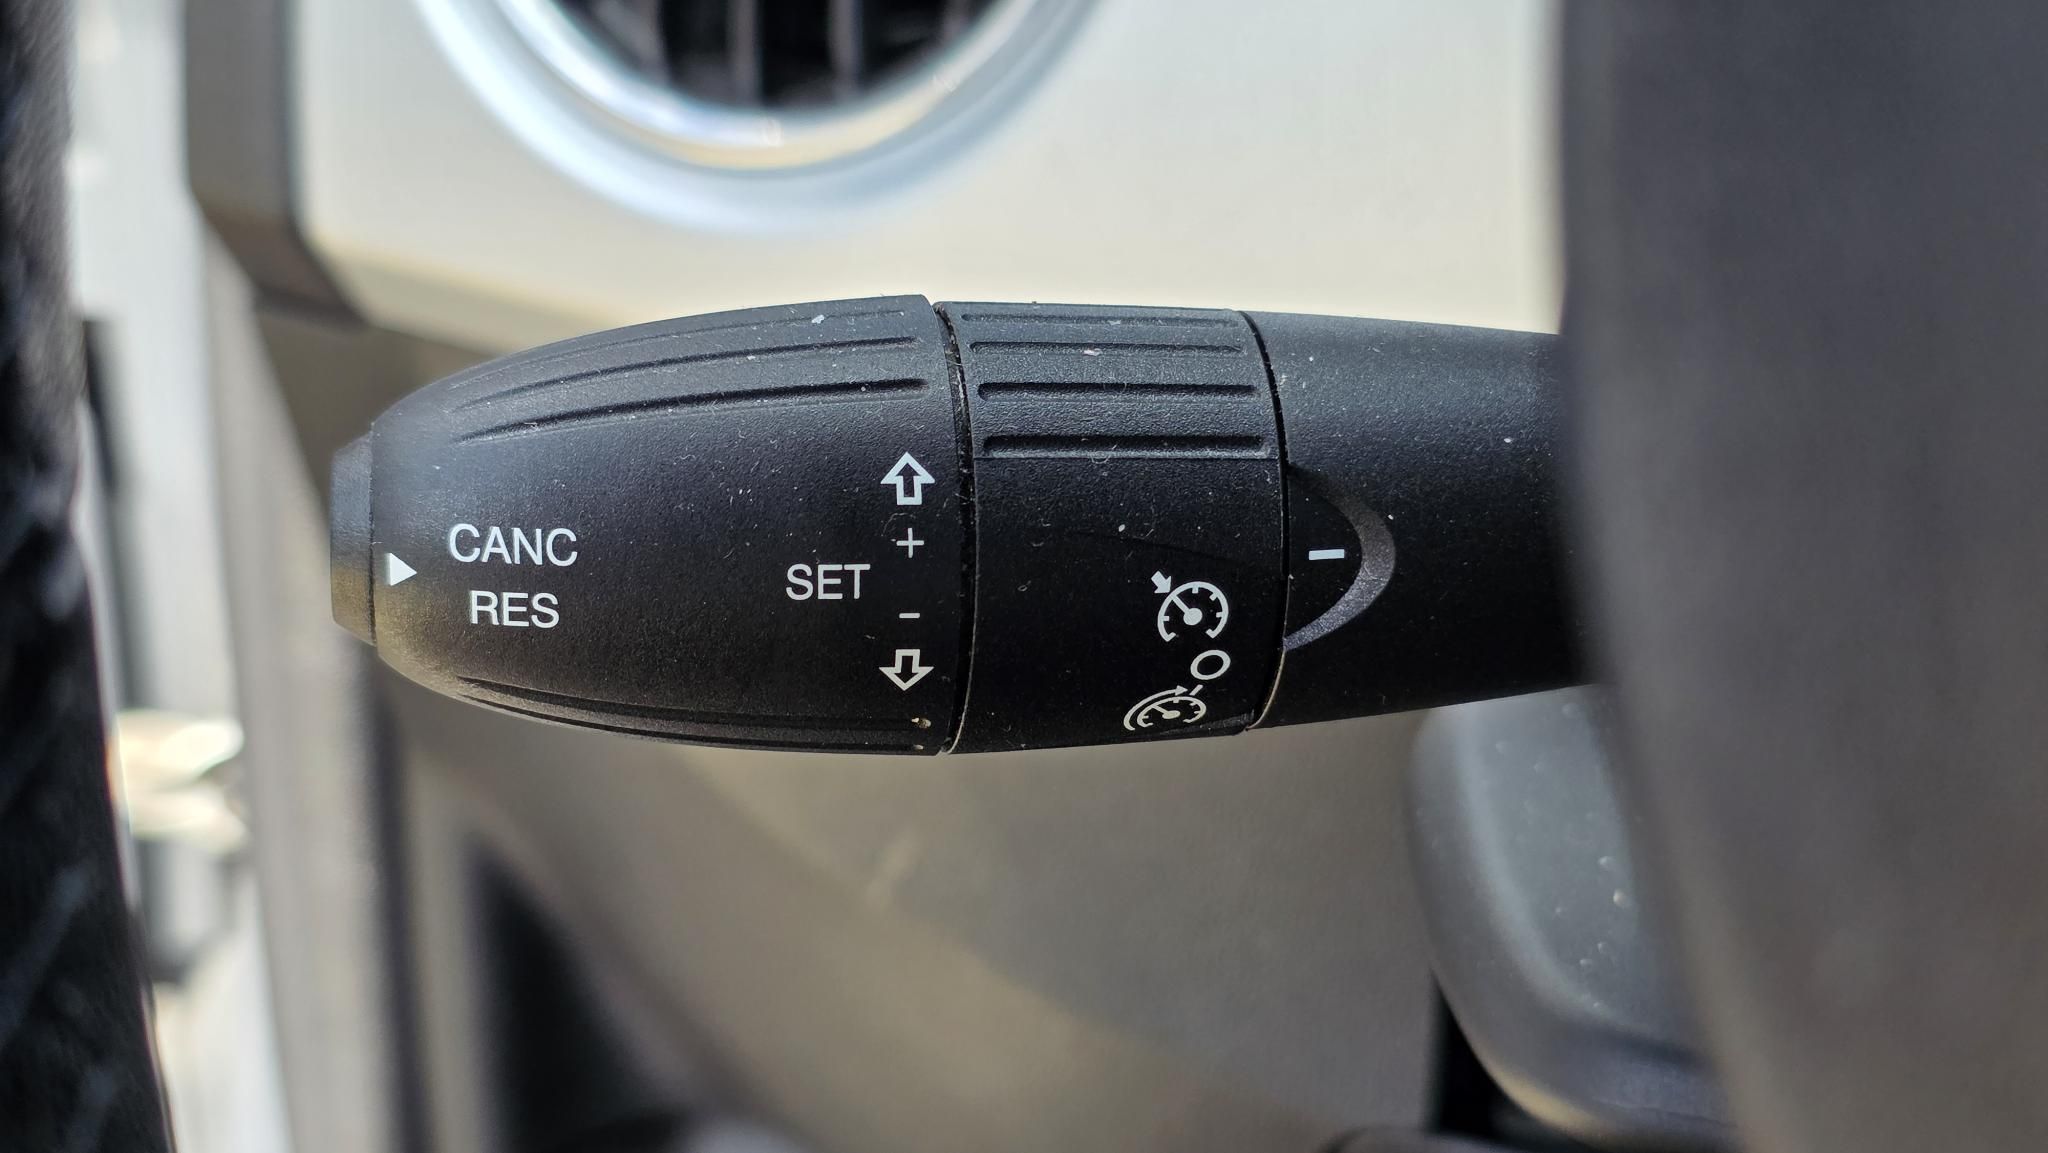 CANC
RES
SET
+
-
O